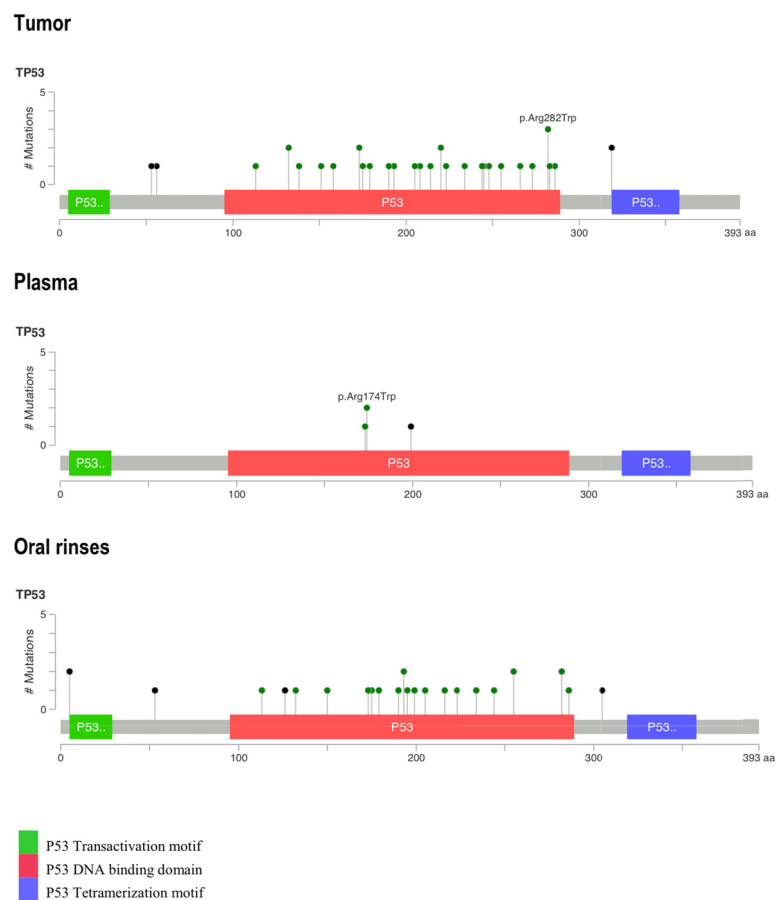 Tumor
TP53
5
# Mutations
0
p.Arg282Trp
P53.. P53 P53..
0 100 200 300 393 aa
Plasma
TP53
5
# Mutations
0
p.Arg174Trp
P53.. P53 P53..
0 100 200 300 393 aa
Oral rinses
TP53
5
# Mutations
0
P53.. P53 P53..
0 100 200 300 393 aa
P53 Transactivation motif
P53 DNA binding domain
P53 Tetramerization motif